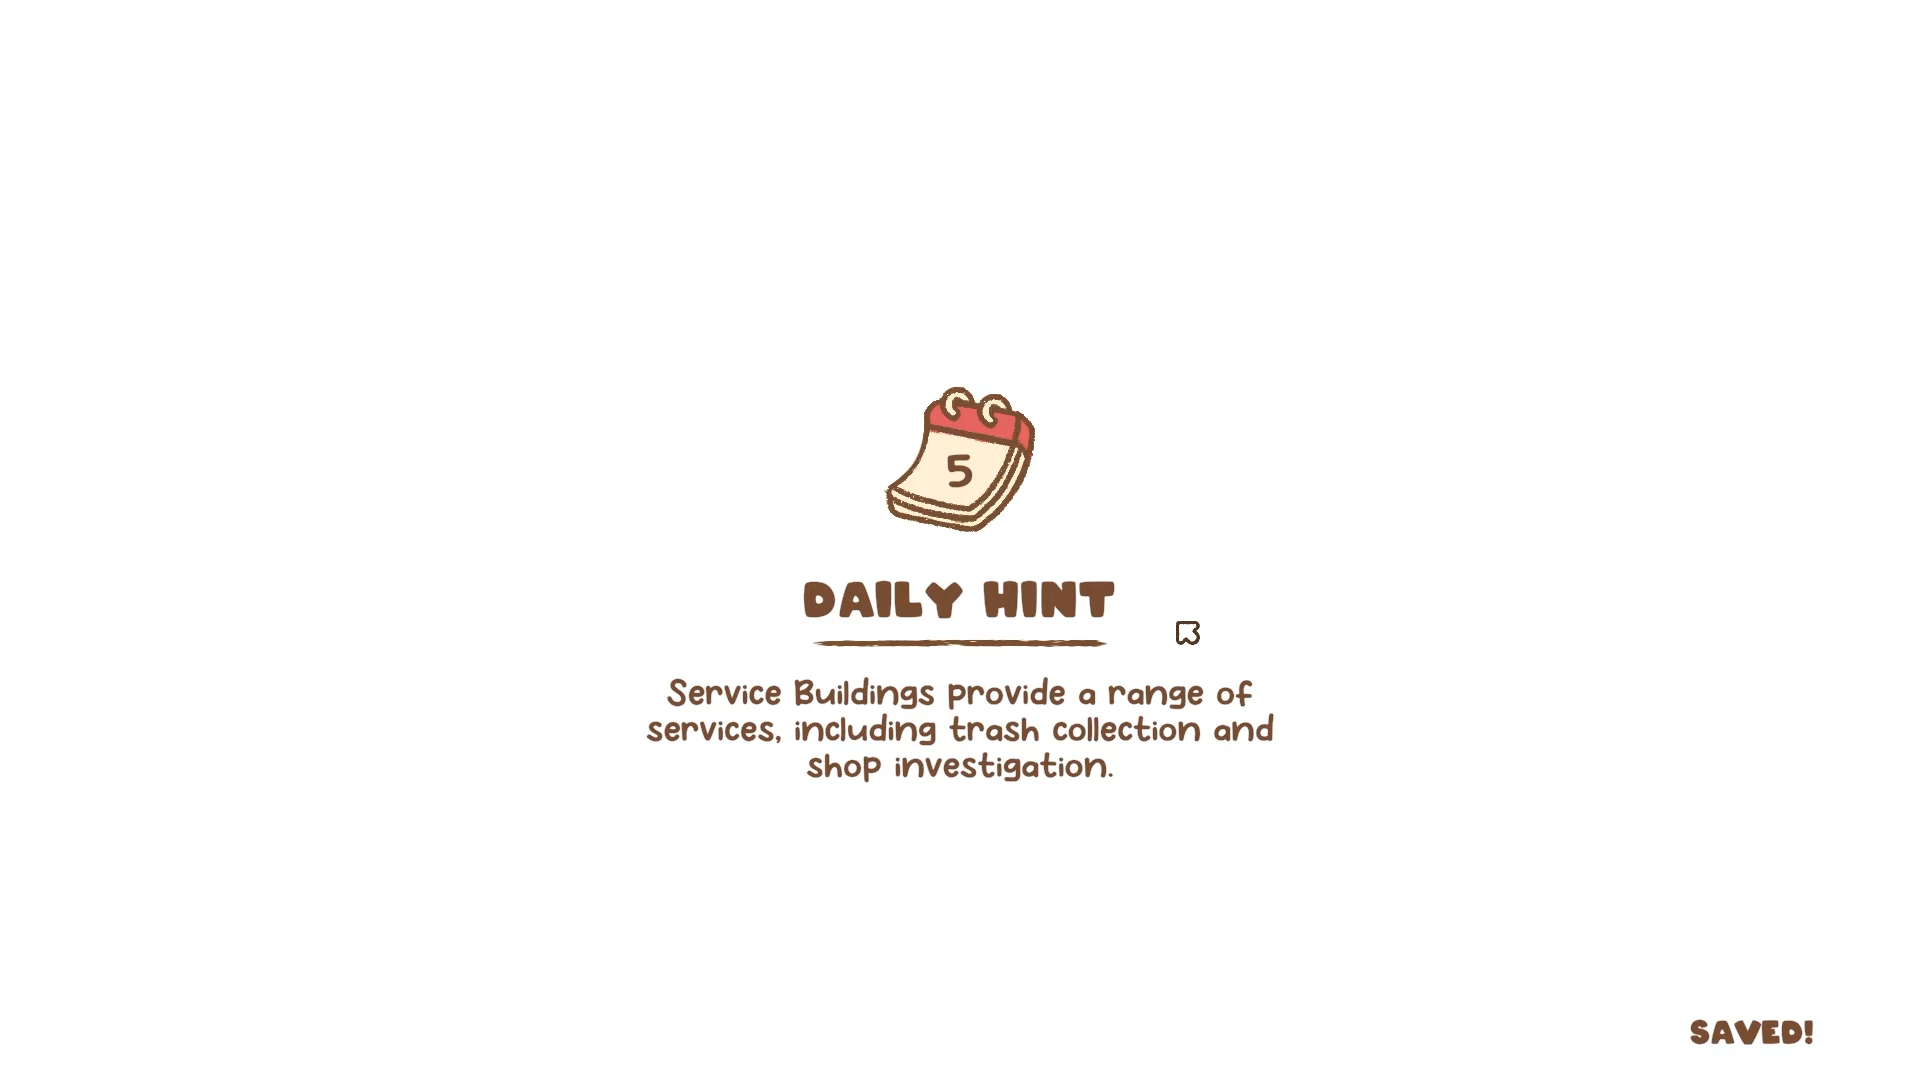 5
DAILY HINT
Service Buildings provide a range of
services, including trash collection and
shop investigation.
SAVED!